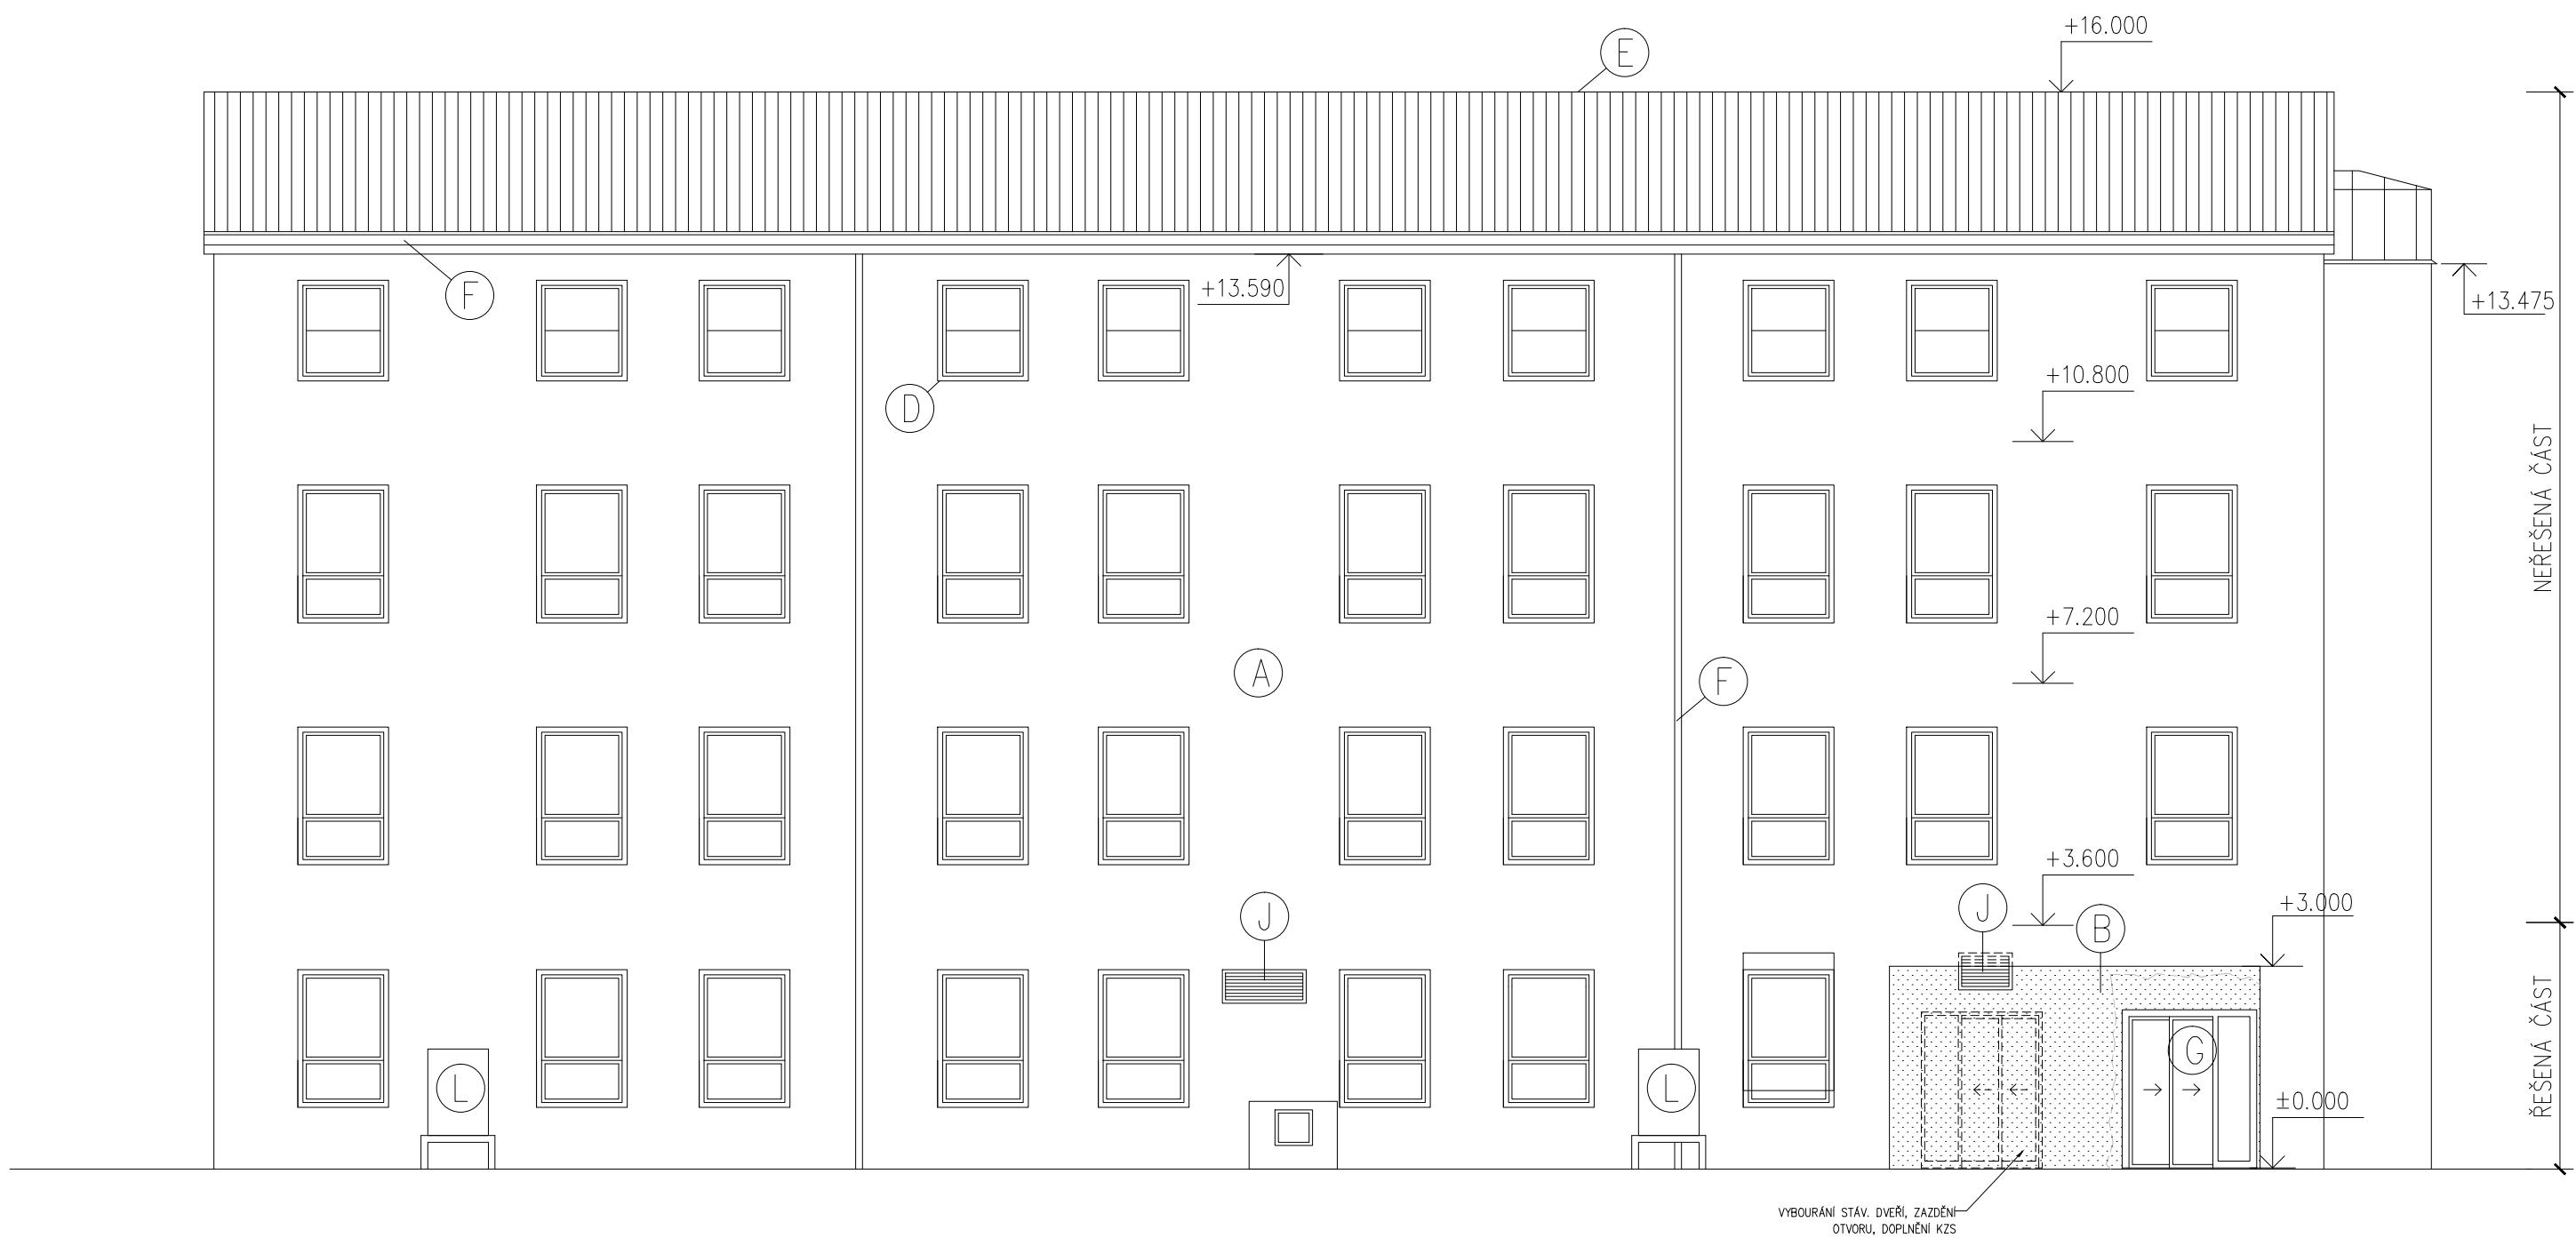 +16.000
E
F
+13.590
+13.475
D
+10.800
NEŘEŠENÁ ČÁST
+7.200
A
F
+3.600
J
J
B
+3.000
ŘEŠENÁ ČÁST
G
L
L
±0.000
VYBOURÁNÍ STÁV. DVEŘÍ, ZAZDĚNÍ
OTVORU, DOPLNĚNÍ KZS